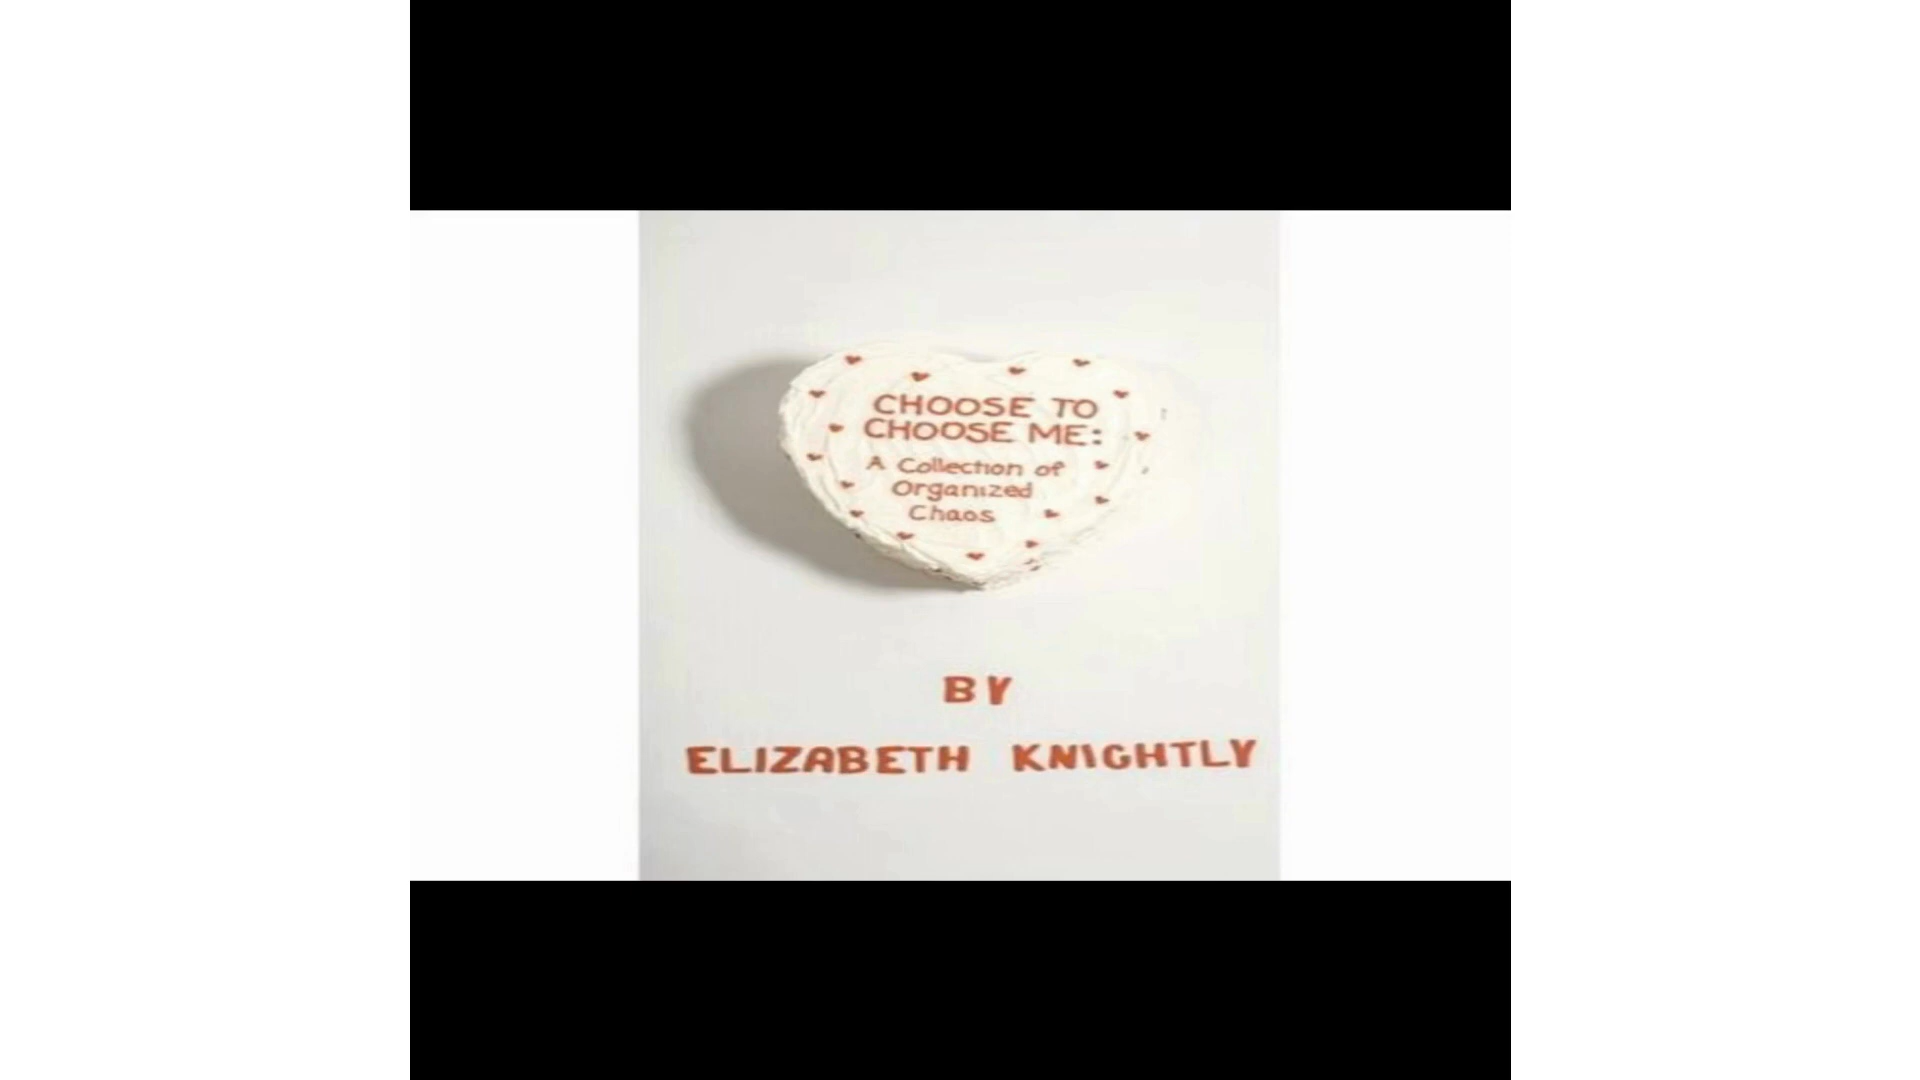 CHOOSE TO
CHOOSE ME:
A Collection of
Organized
Chaos
BY
ELIZABETH KNIGHTLY